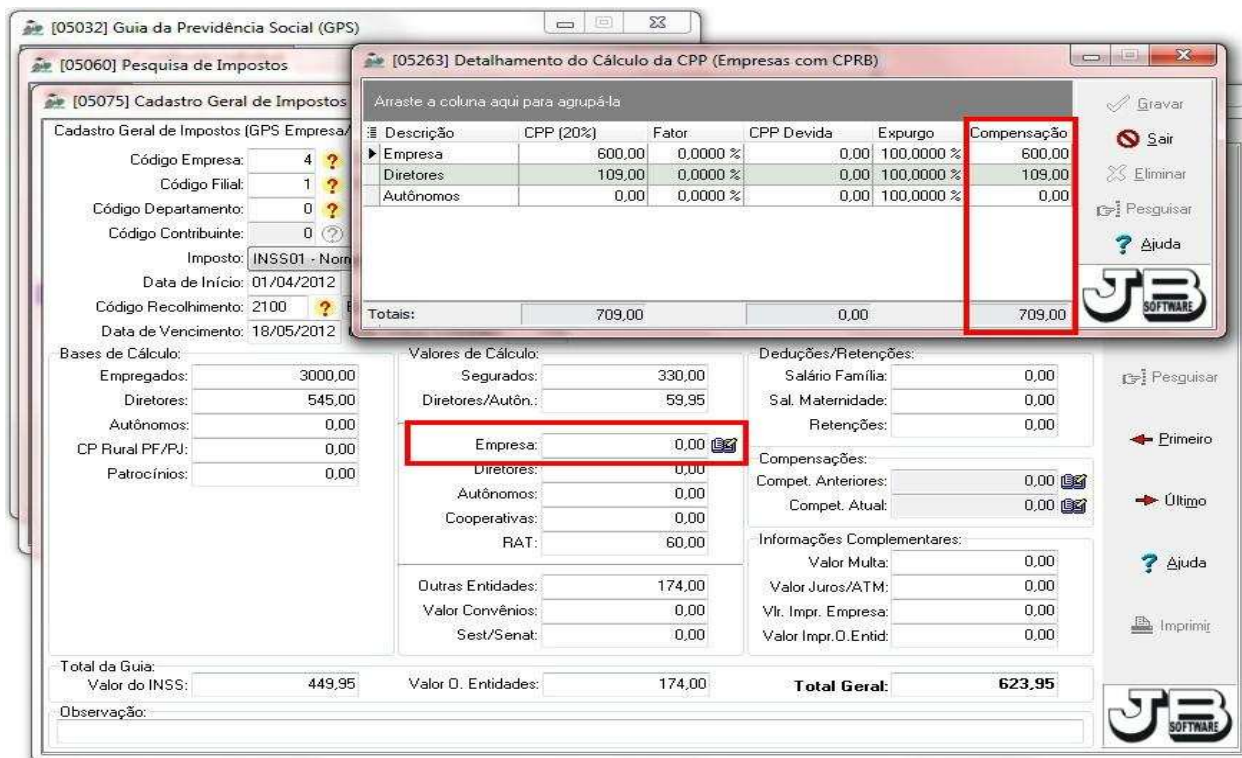 [05032] Guia da Previdência Social (GPS)
[05060] Pesquisa de Impostos
[05263] Detalhamento do Cálculo da CPP (Empresas com CPRB)
[05075] Cadastro Geral de Impostos
Arraste a coluna aqui para agrupá-la
Descrição CPP (20%) Fator CPP Devida Expurgo Compensação
Empresa 600,00 0,0000 % 0,00 100,0000 % 600,00
Diretores 109,00 0,0000 % 0,00 100,0000 % 109,00
Autônomos 0,00 0,0000 % 0,00 100,0000 % 0,00
Totais: 709,00 0,00 709,00
Gravar
Sair
Eliminar
Pesquisar
Ajuda
JB SOFTWARE
Cadastro Geral de Impostos (GPS Empresa/
Código Empresa: 4
Código Filial: 1
Código Departamento: 0
Código Contribuinte: 0
Imposto: INSS01 - Norm
Data de Início: 01/04/2012
Código Recolhimento: 2100
Data de Vencimento: 18/05/2012
Bases de Cálculo:
Empregados: 3000,00
Diretores: 545,00
Autônomos: 0,00
CP Rural PF/PJ: 0,00
Patrocínios: 0,00
Valores de Cálculo:
Segurados: 330,00
Diretores/Autôn.: 59,95
Empresa: 0,00
Diretores: 0,00
Autônomos: 0,00
Cooperativas: 0,00
RAT: 60,00
Outras Entidades: 174,00
Valor Convênios: 0,00
Sest/Senat: 0,00
Deduções/Retenções:
Salário Família: 0,00
Sal. Maternidade: 0,00
Retenções: 0,00
Compensações:
Compet. Anteriores: 0,00
Compet. Atual: 0,00
Informações Complementares:
Valor Multa: 0,00
Valor Juros/ATM: 0,00
Vlr. Impr. Empresa: 0,00
Valor Impr.O.Entid: 0,00
Pesquisar
Primeiro
Último
Ajuda
Imprimir
Total da Guia:
Valor do INSS: 449,95 Valor O. Entidades: 174,00 Total Geral: 623,95
Observação:
JB SOFTWARE